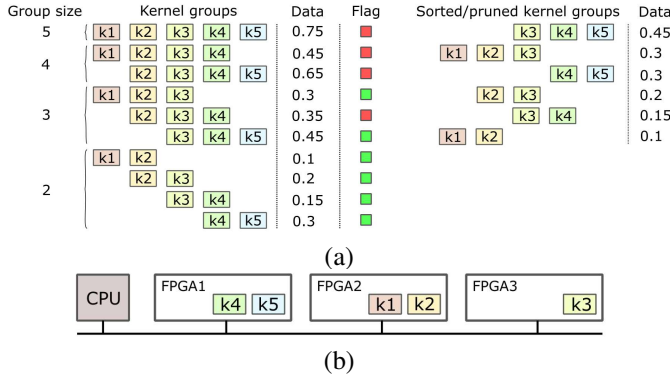 Group size Kernel groups Data Flag Sorted/pruned kernel groups Data
5 k1 k2 k3 k4 k5 0.75 k3 k4 k5 0.45
4 k1 k2 k3 k4 0.45 k1 k2 k3 0.3
k2 k3 k4 k5 0.65 k4 k5 0.3
3 k1 k2 k3 0.3 k2 k3 0.2
k2 k3 k4 0.35 k3 k4 0.15
k3 k4 k5 0.45 k1 k2 0.1
2 k1 k2 0.1
k2 k3 0.2
k3 k4 0.15
k4 k5 0.3
(a)
CPU FPGA1 k4 k5 FPGA2 k1 k2 FPGA3 k3
(b)